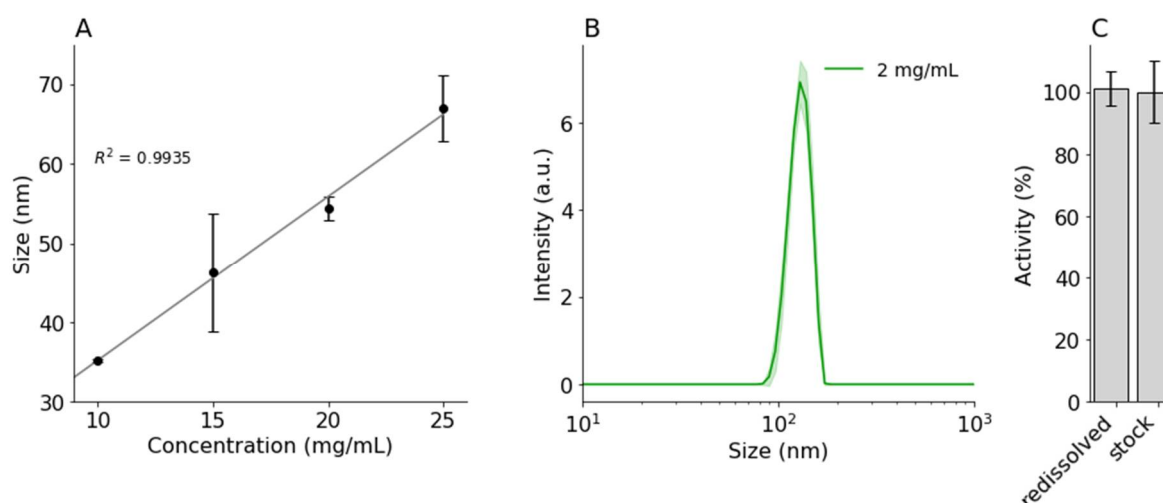 A
70
60
50
40
30
R² = 0.9935
10 15 20 25
Size (nm)
Concentration (mg/mL)
B
2 mg/mL
6
4
2
0
10¹ 10² 10³
Intensity (a.u.)
Size (nm)
C
100
80
60
40
20
0
Activity (%)
redissolved
stock